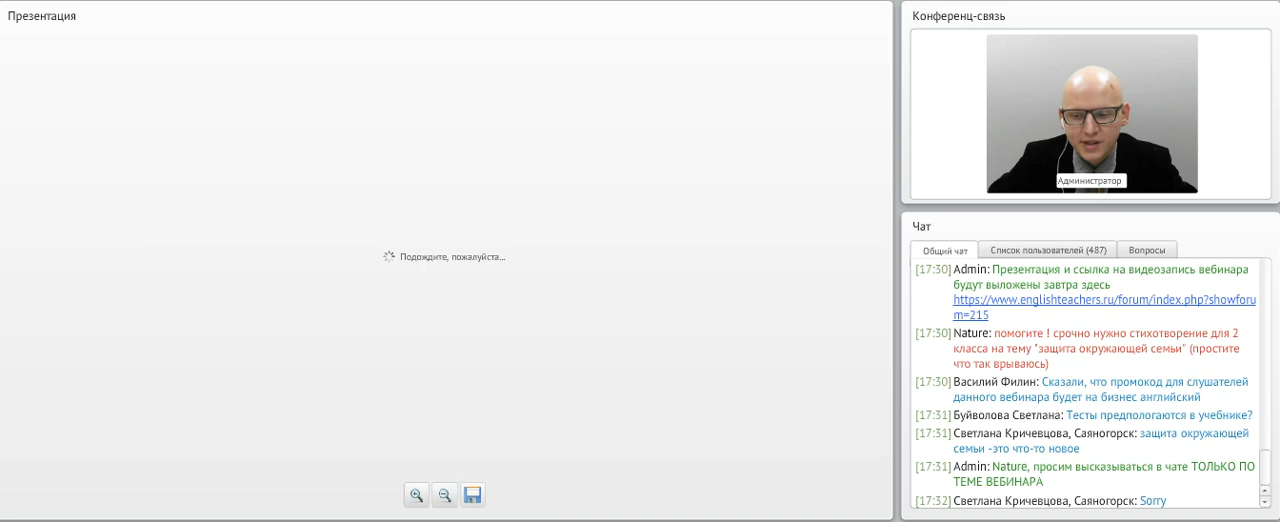 Презентация
Подождите, пожалуйста...
Конференц-связь
Администратор
Чат
Общий чат
Список пользователей (487)
Вопросы
[17:30] Admin: Презентация и ссылка на видеозапись вебинара
будут выложены завтра здесь
https://www.englishteachers.ru/forum/index.php?showforu
m=215
[17:30] Nature: помогите ! срочно нужно стихотворение для 2
класса на тему "защита окружающей семьи" (простите
что так врываюсь)
[17:30] Василий Филин: Сказали, что промокод для слушателей
данного вебинара будет на бизнес английский
[17:31] Буйволова Светлана: Тесты предпологаются в учебнике?
[17:31] Светлана Кричевцова, Саяногорск: защита окружающей
семьи -это что-то новое
[17:31] Admin: Nature, просим высказываться в чате ТОЛЬКО ПО
ТЕМЕ ВЕБИНАРА
[17:32] Светлана Кричевцова, Саяногорск: Sorry